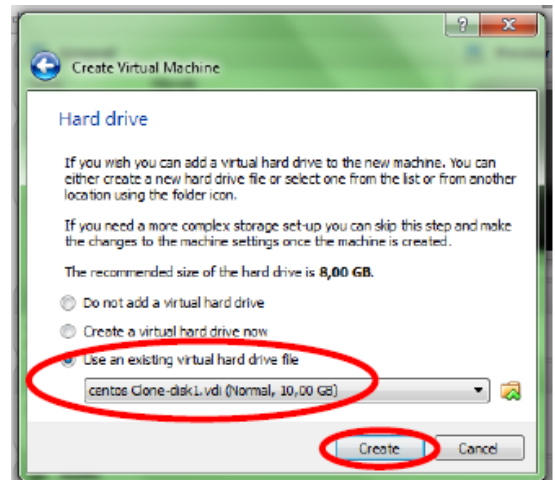 Create Virtual Machine
Hard drive
If you wish you can add a virtual hard drive to the new machine. You can
either create a new hard drive file or select one from the list or from another
location using the folder icon.
If you need a more complex storage set-up you can skip this step and make
the changes to the machine settings once the machine is created.
The recommended size of the hard drive is 8,00 GB.
Do not add a virtual hard drive
Create a virtual hard drive now
Use an existing virtual hard drive file
centos Clone-disk1.vdi (Normal, 10,00 GB)
Create Cancel